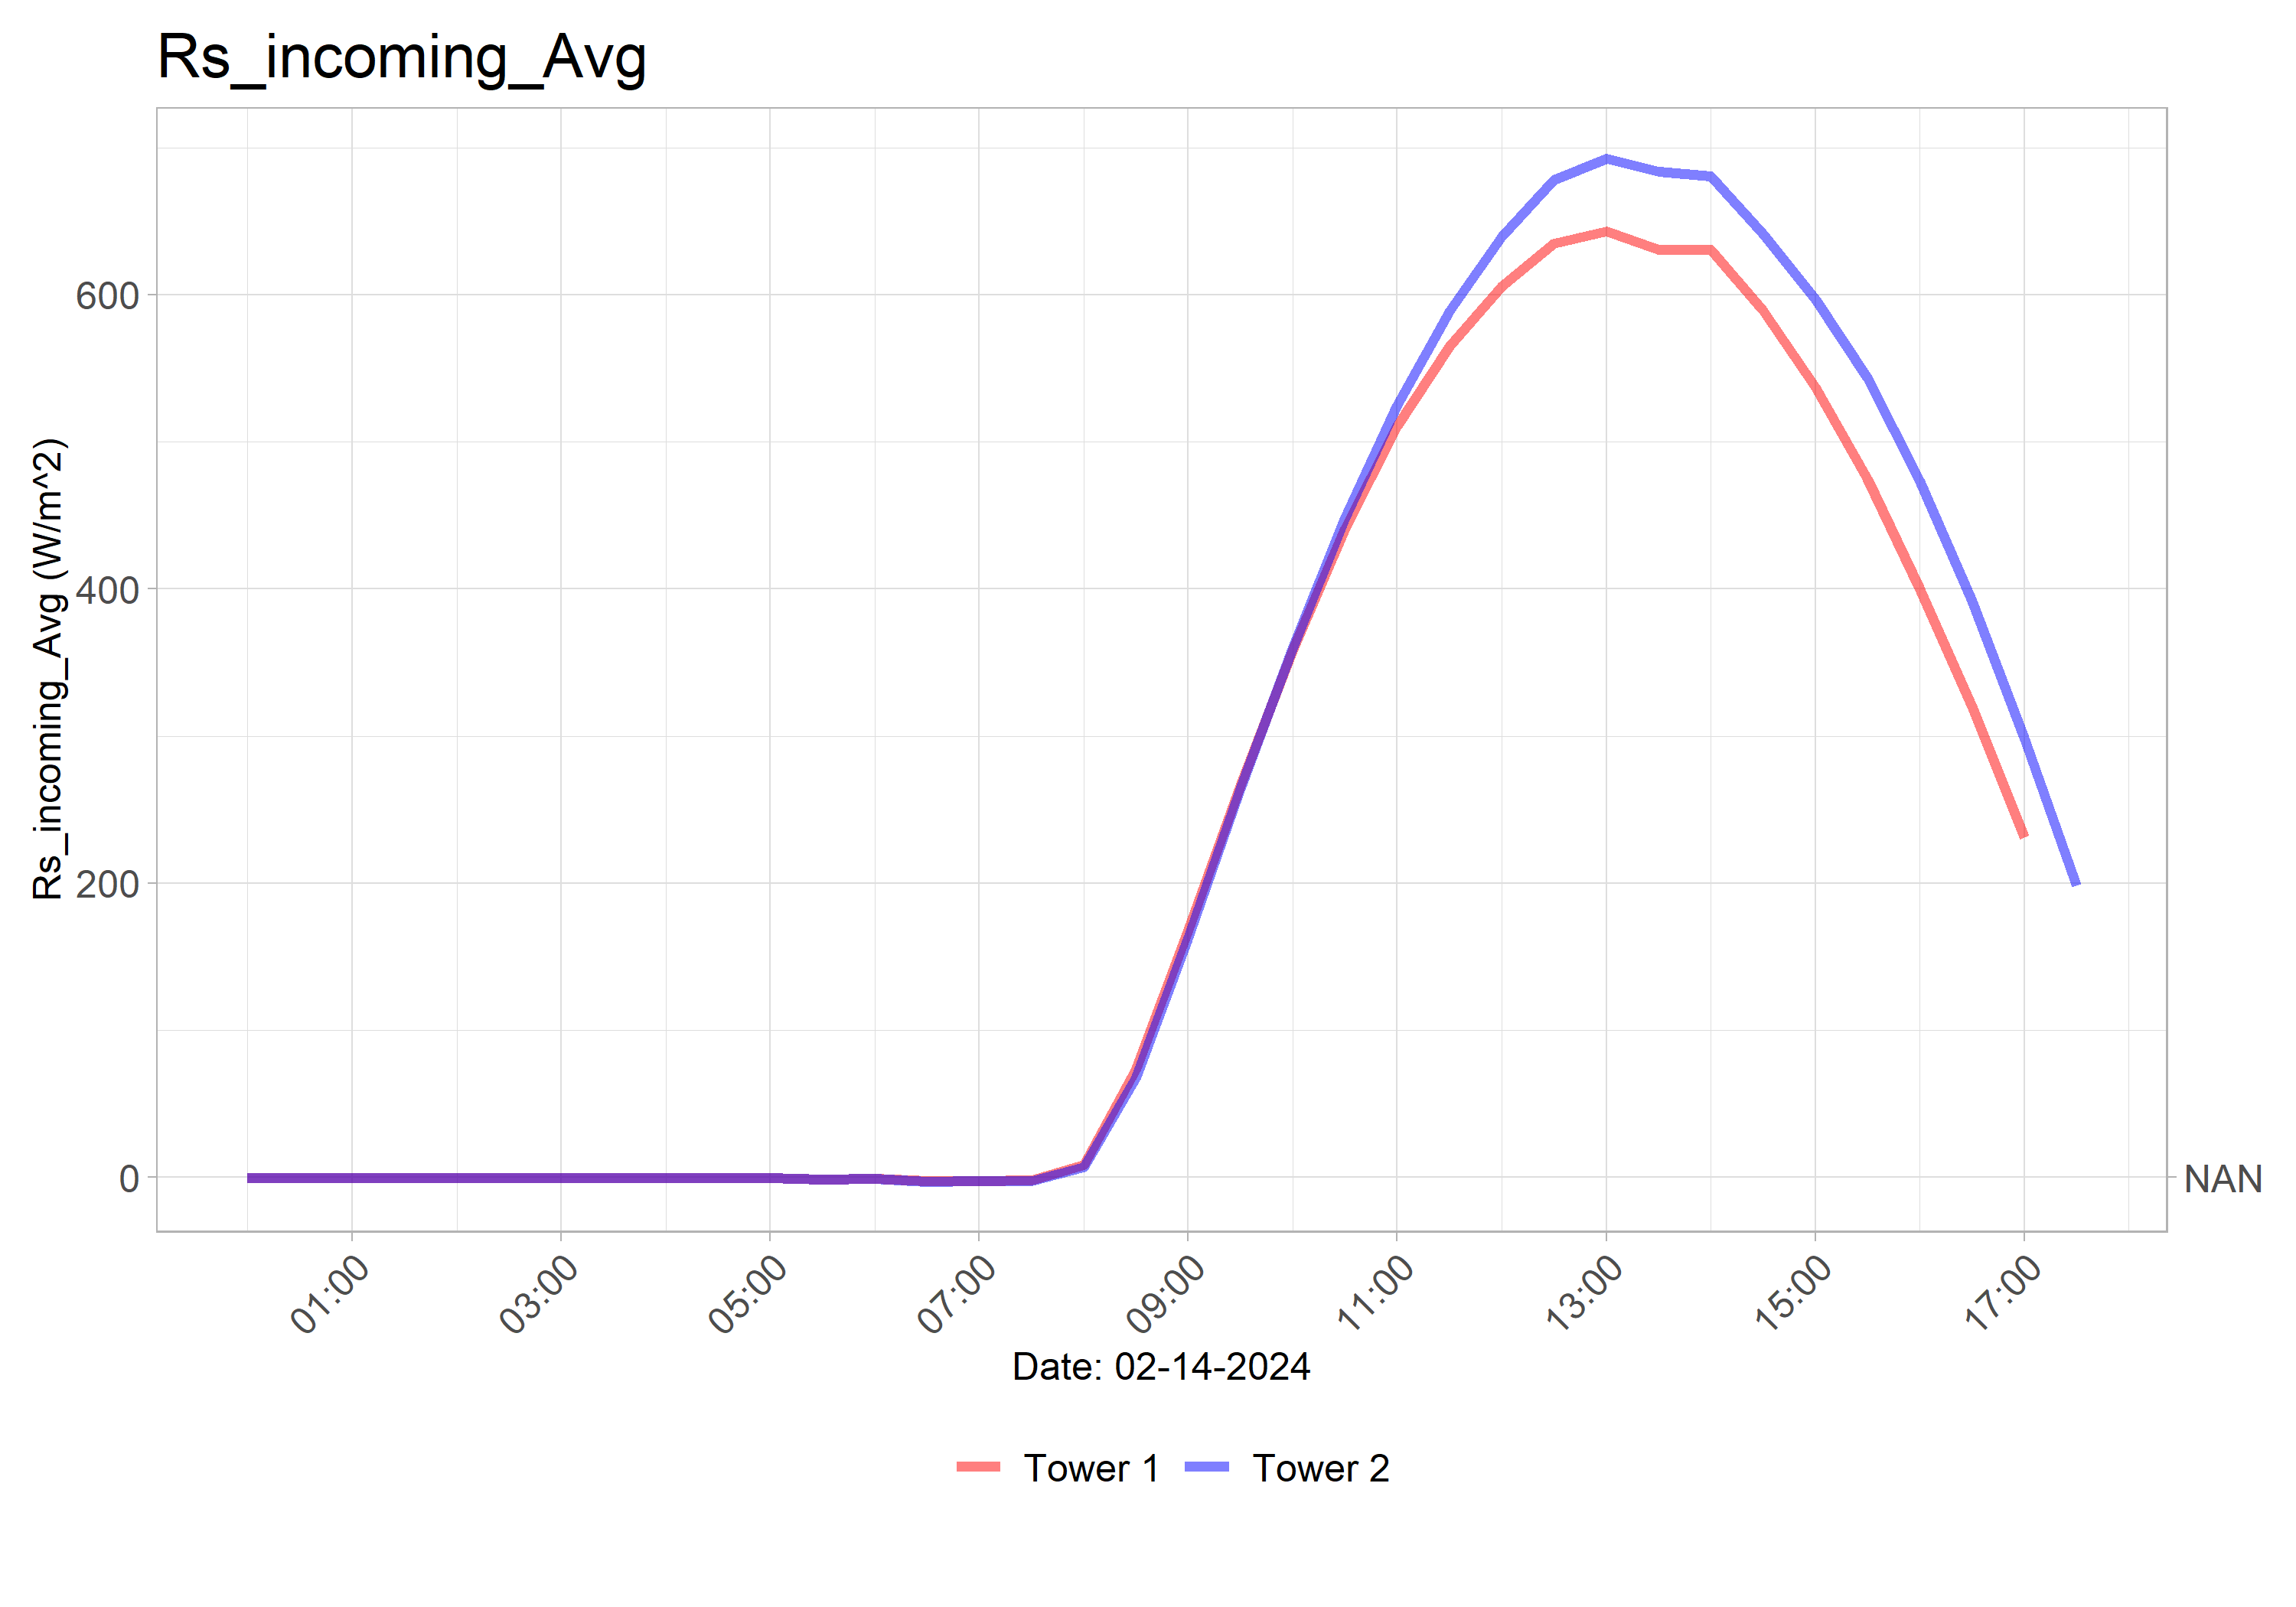 Rs_incoming_Avg
Rs_incoming_Avg (W/m^2)
600
400
200
0
NAN
01:00 03:00 05:00 07:00 09:00 11:00 13:00 15:00 17:00
Date: 02-14-2024
Tower 1 Tower 2